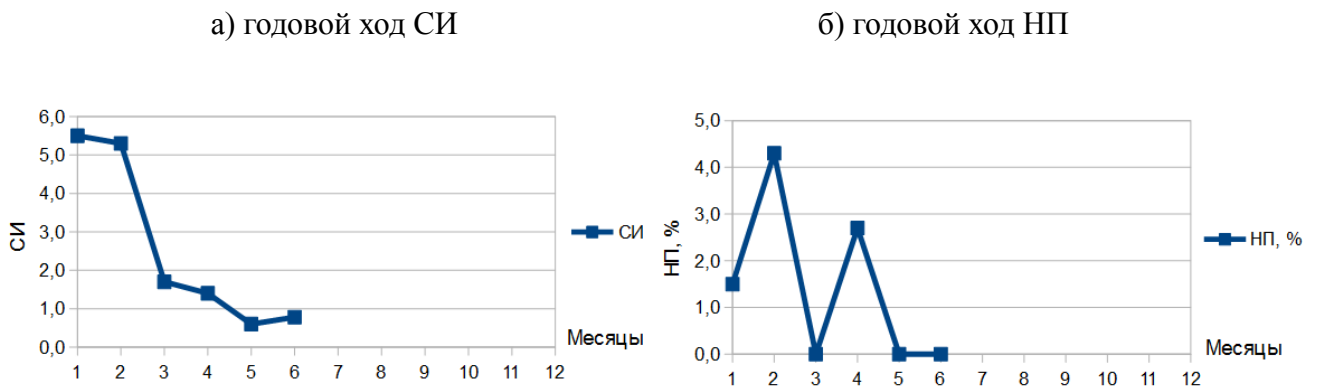 а) годовой ход СИ
6,0
5,0
4,0
3,0
2,0
1,0
0,0
СИ
1 2 3 4 5 6 7 8 9 10 11 12
Месяцы
СИ
б) годовой ход НП
5,0
4,0
3,0
2,0
1,0
0,0
НП, %
1 2 3 4 5 6 7 8 9 10 11 12
Месяцы
НП, %